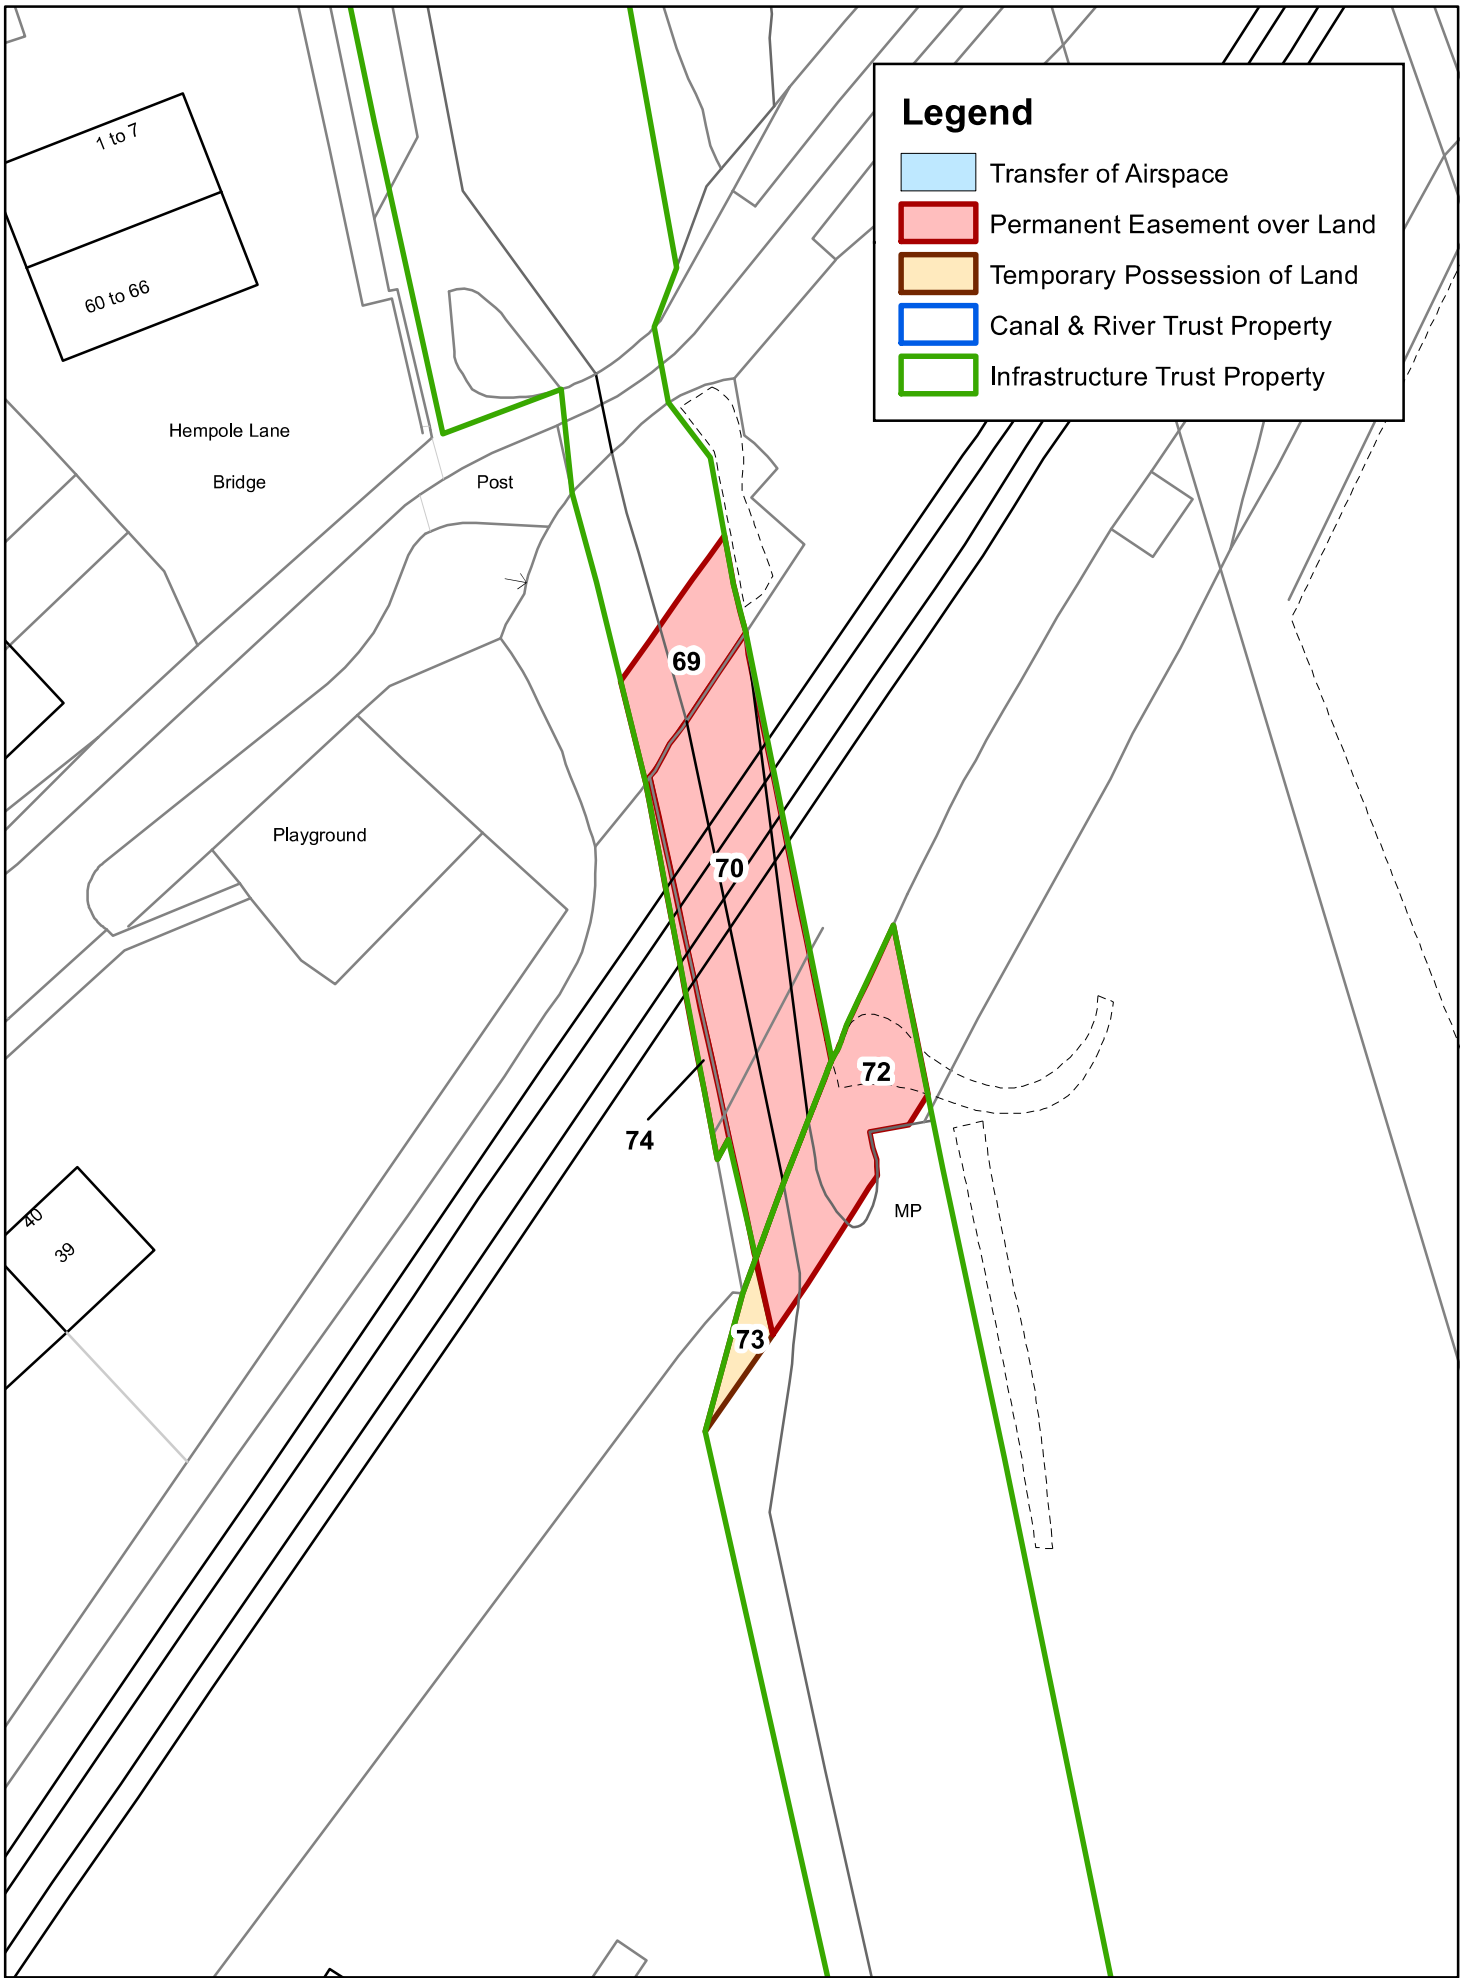 1 to 7
60 to 66
Legend
Transfer of Airspace
Permanent Easement over Land
Temporary Possession of Land
Canal & River Trust Property
Infrastructure Trust Property
Hempole Lane
Bridge
Post
69
Playground
70
72
74
MP
40
39
73